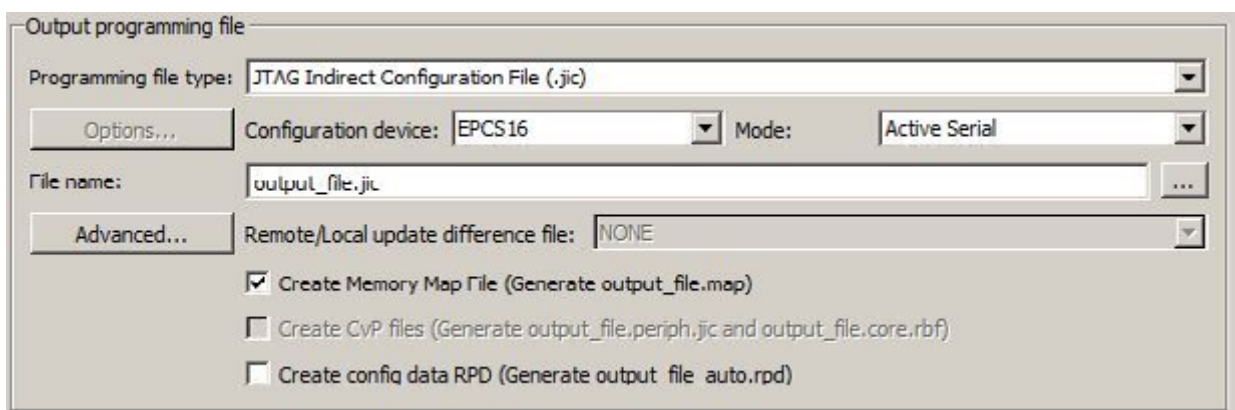 Output programming file
Programming file type: JTAG Indirect Configuration File (.jic)
Options... Configuration device: EPCS16 Mode: Active Serial
File name: output_file.jic ...
Advanced... Remote/Local update difference file: NONE
Create Memory Map File (Generate output_file.map)
Create CvP files (Generate output_file.periph.jic and output_file.core.rbf)
Create config data RPD (Generate output_file_auto.rpd)